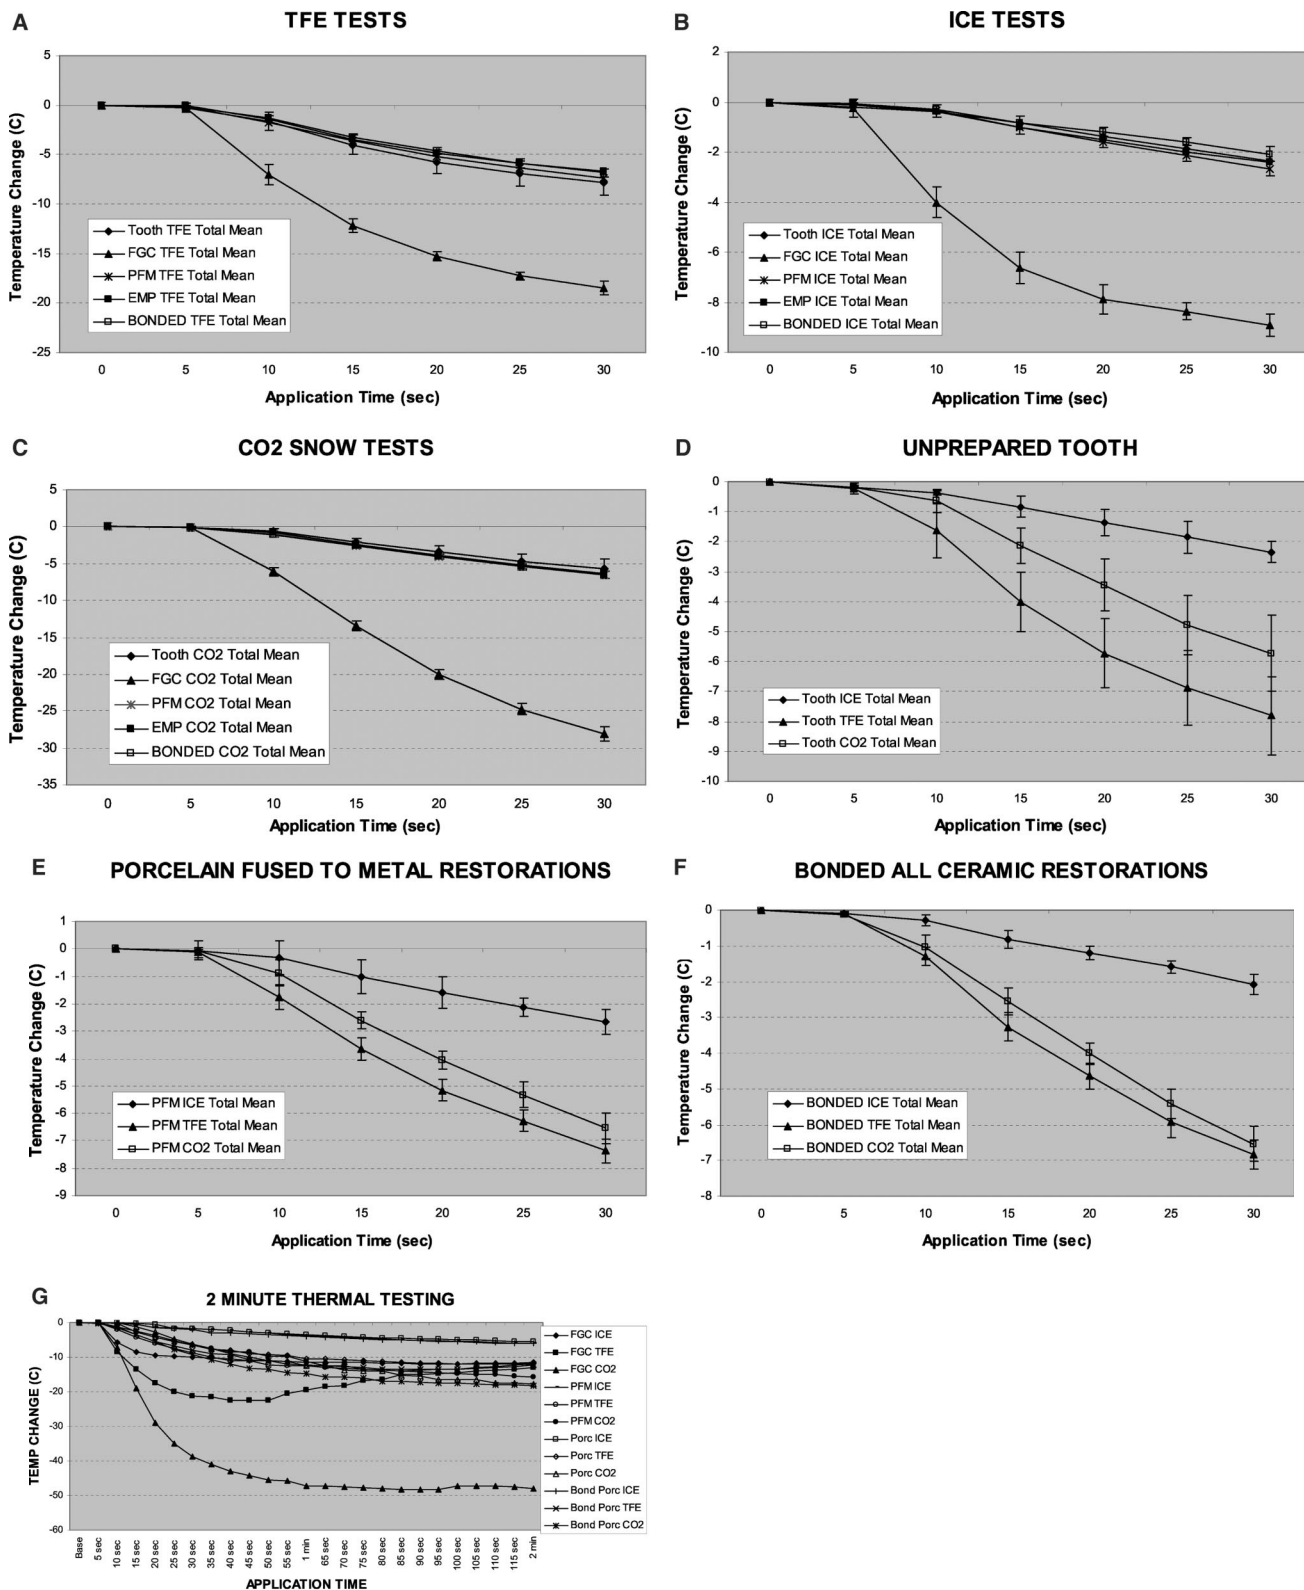 A
TFE TESTS
5
0
-5
-10
-15
-20
-25
Temperature Change (C)
Tooth TFE Total Mean
FGC TFE Total Mean
PFM TFE Total Mean
EMP TFE Total Mean
BONDED TFE Total Mean
0 5 10 15 20 25 30
Application Time (sec)
B
ICE TESTS
2
0
-2
-4
-6
-8
-10
Temperature Change (C)
Tooth ICE Total Mean
FGC ICE Total Mean
PFM ICE Total Mean
EMP ICE Total Mean
BONDED ICE Total Mean
0 5 10 15 20 25 30
Application Time (sec)
C
CO2 SNOW TESTS
5
0
-5
-10
-15
-20
-25
-30
-35
Temperature Change (C)
Tooth CO2 Total Mean
FGC CO2 Total Mean
PFM CO2 Total Mean
EMP CO2 Total Mean
BONDED CO2 Total Mean
0 5 10 15 20 25 30
Application Time (sec)
D
UNPREPARED TOOTH
0
-1
-2
-3
-4
-5
-6
-7
-8
-9
-10
Temperature Change (C)
Tooth ICE Total Mean
Tooth TFE Total Mean
Tooth CO2 Total Mean
0 5 10 15 20 25 30
Application Time (sec)
E
PORCELAIN FUSED TO METAL RESTORATIONS
1
0
-1
-2
-3
-4
-5
-6
-7
-8
-9
Temperature Change (C)
PFM ICE Total Mean
PFM TFE Total Mean
PFM CO2 Total Mean
0 5 10 15 20 25 30
Application Time (sec)
F
BONDED ALL CERAMIC RESTORATIONS
0
-1
-2
-3
-4
-5
-6
-7
-8
Temperature Change (C)
BONDED ICE Total Mean
BONDED TFE Total Mean
BONDED CO2 Total Mean
0 5 10 15 20 25 30
Application Time (sec)
G
2 MINUTE THERMAL TESTING
0
-10
-20
-30
-40
-50
-60
TEMP CHANGE (C)
FGC ICE
FGC TFE
FGC CO2
PFM ICE
PFM TFE
PFM CO2
Porc ICE
Porc TFE
Porc CO2
Bond Porc ICE
Bond Porc TFE
Bond Porc CO2
Base
5 sec
10 sec
15 sec
20 sec
25 sec
30 sec
35 sec
40 sec
45 sec
50 sec
55 sec
1 min
65 sec
70 sec
75 sec
80 sec
85 sec
90 sec
95 sec
100 sec
105 sec
110 sec
115 sec
2 min
APPLICATION TIME